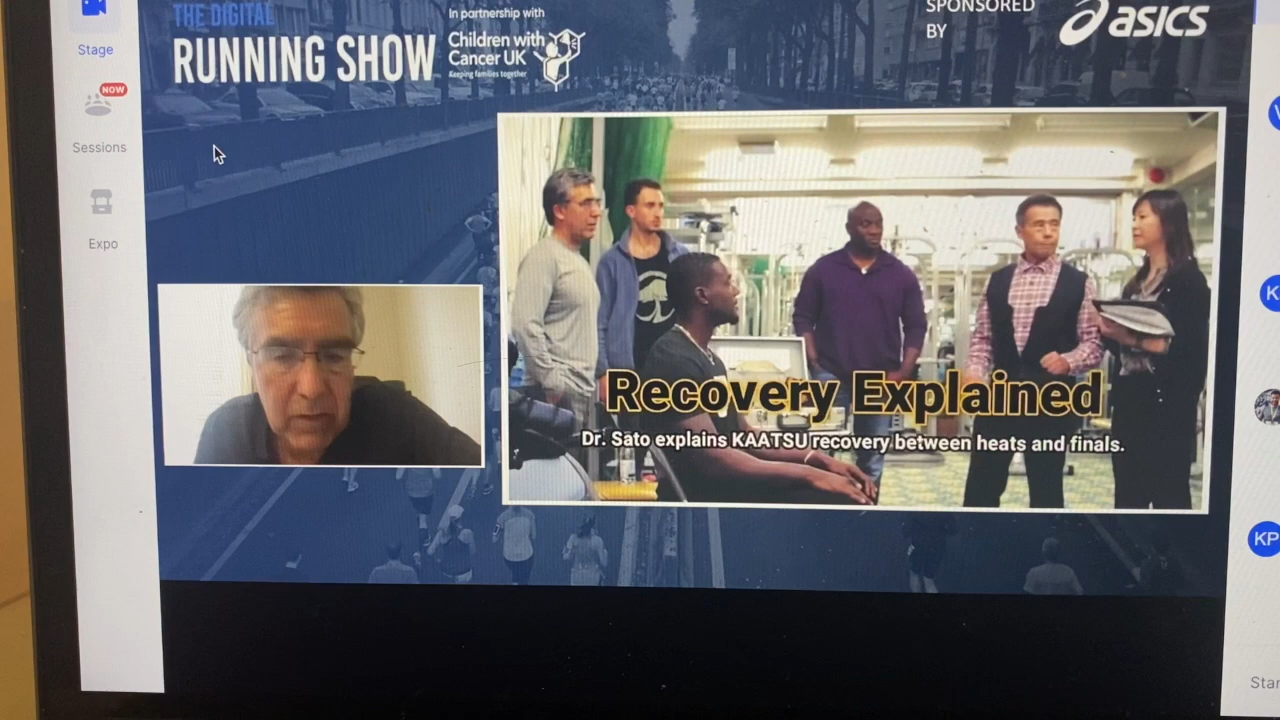 THE DIGITAL
RUNNING SHOW
In partnership with
Children with
Cancer UK
Keeping families together
SPONSORED
BY
asics
Stage
NOW
Sessions
Expo
Recovery Explained
Dr. Sato explains KAATSU recovery between heats and finals.
K
KP